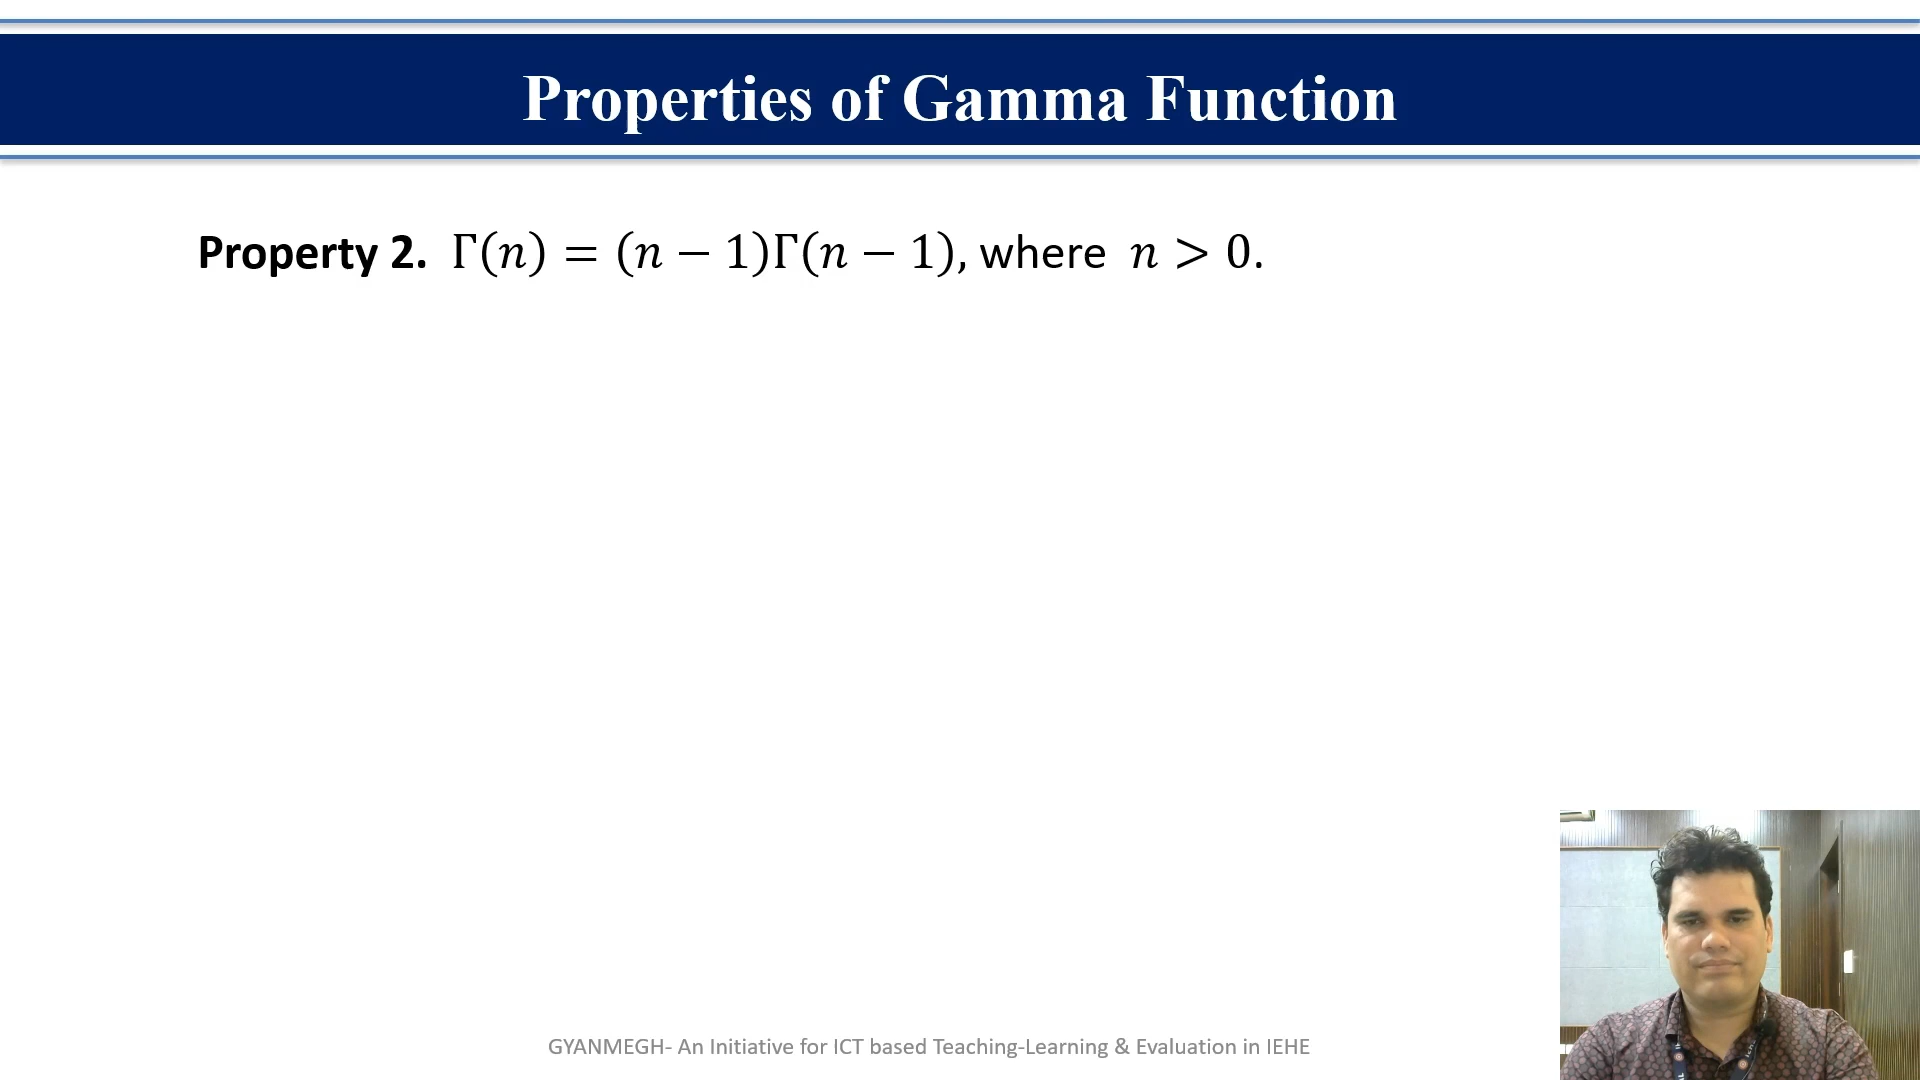 Properties of Gamma Function
Property 2. Γ(n) = (n − 1)Γ(n − 1), where n > 0.
GYANMEGH- An Initiative for ICT based Teaching-Learning & Evaluation in IEHE